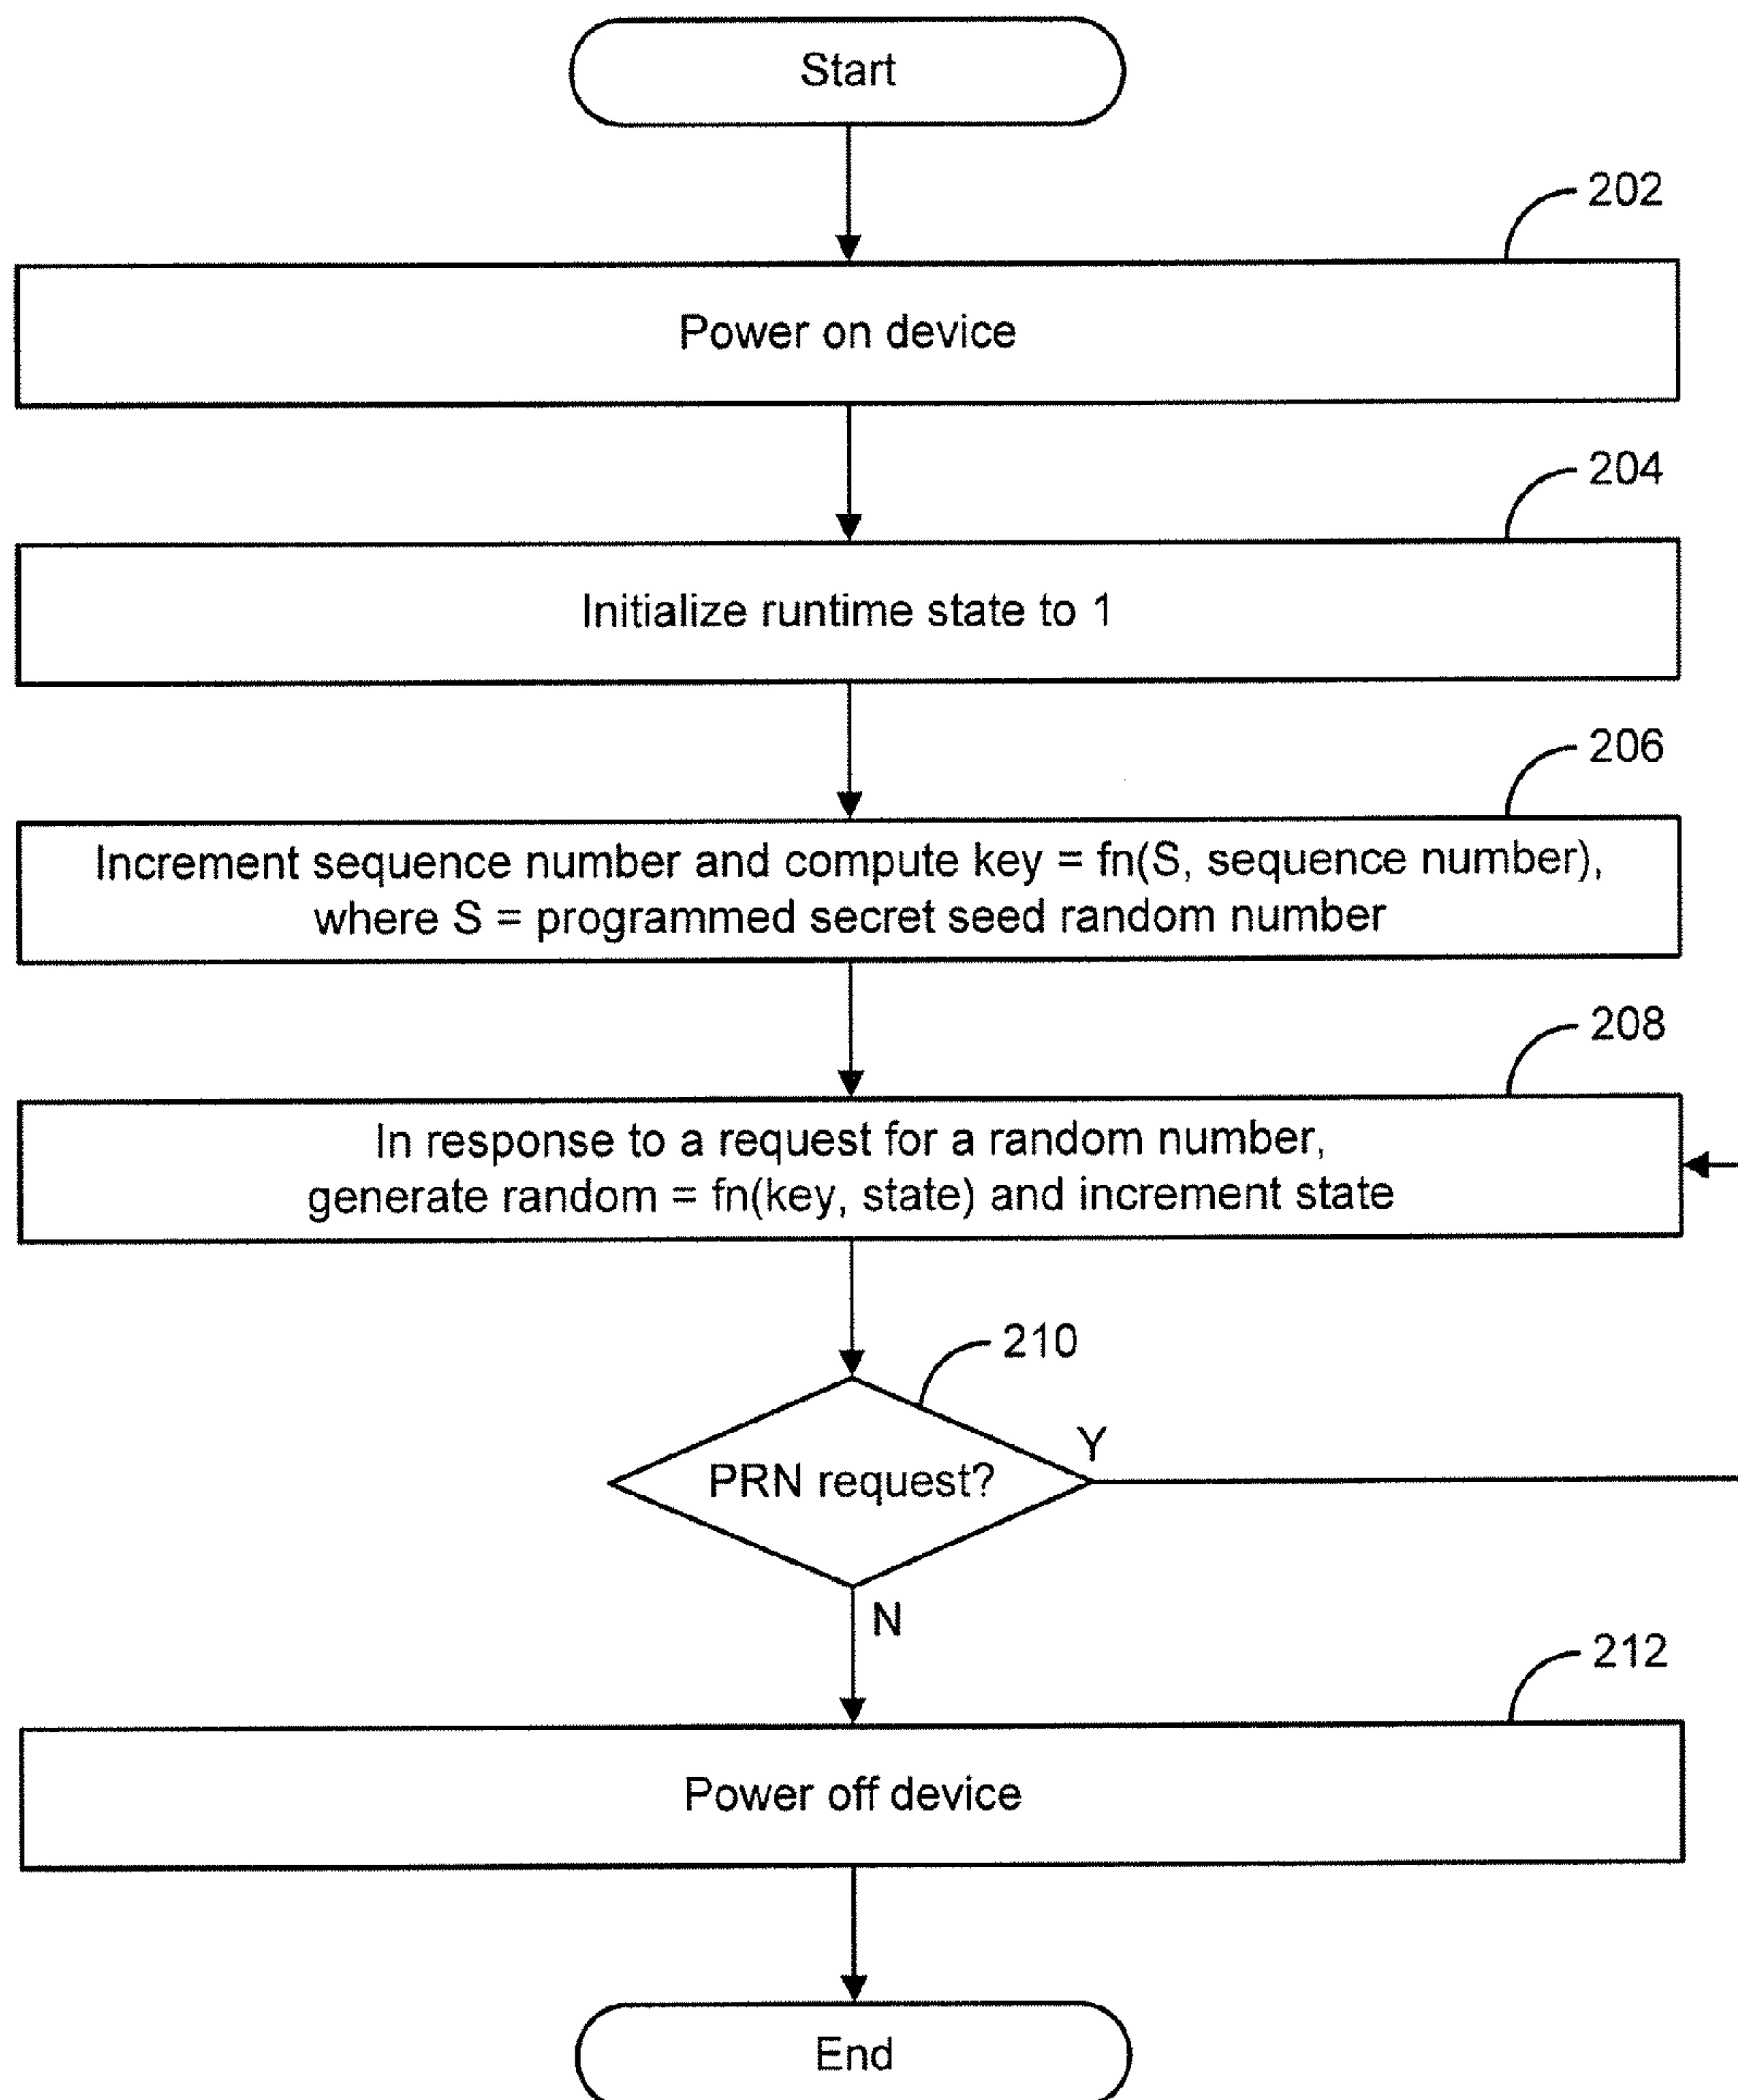 Start
202
Power on device
204
Initialize runtime state to 1
206
Increment sequence number and compute key = fn(S, sequence number),
where S = programmed secret seed random number
208
In response to a request for a random number,
generate random = fn(key, state) and increment state
210
Y
PRN request?
N
212
Power off device
End